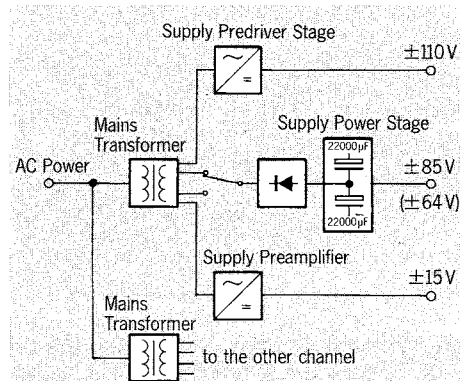 Supply Predriver Stage
±110V
Mains
Transformer
Supply Power Stage
AC Power
22000µF
±85V
(±64V)
22000µF
Supply Preamplifier
±15V
Mains
Transformer
to the other channel